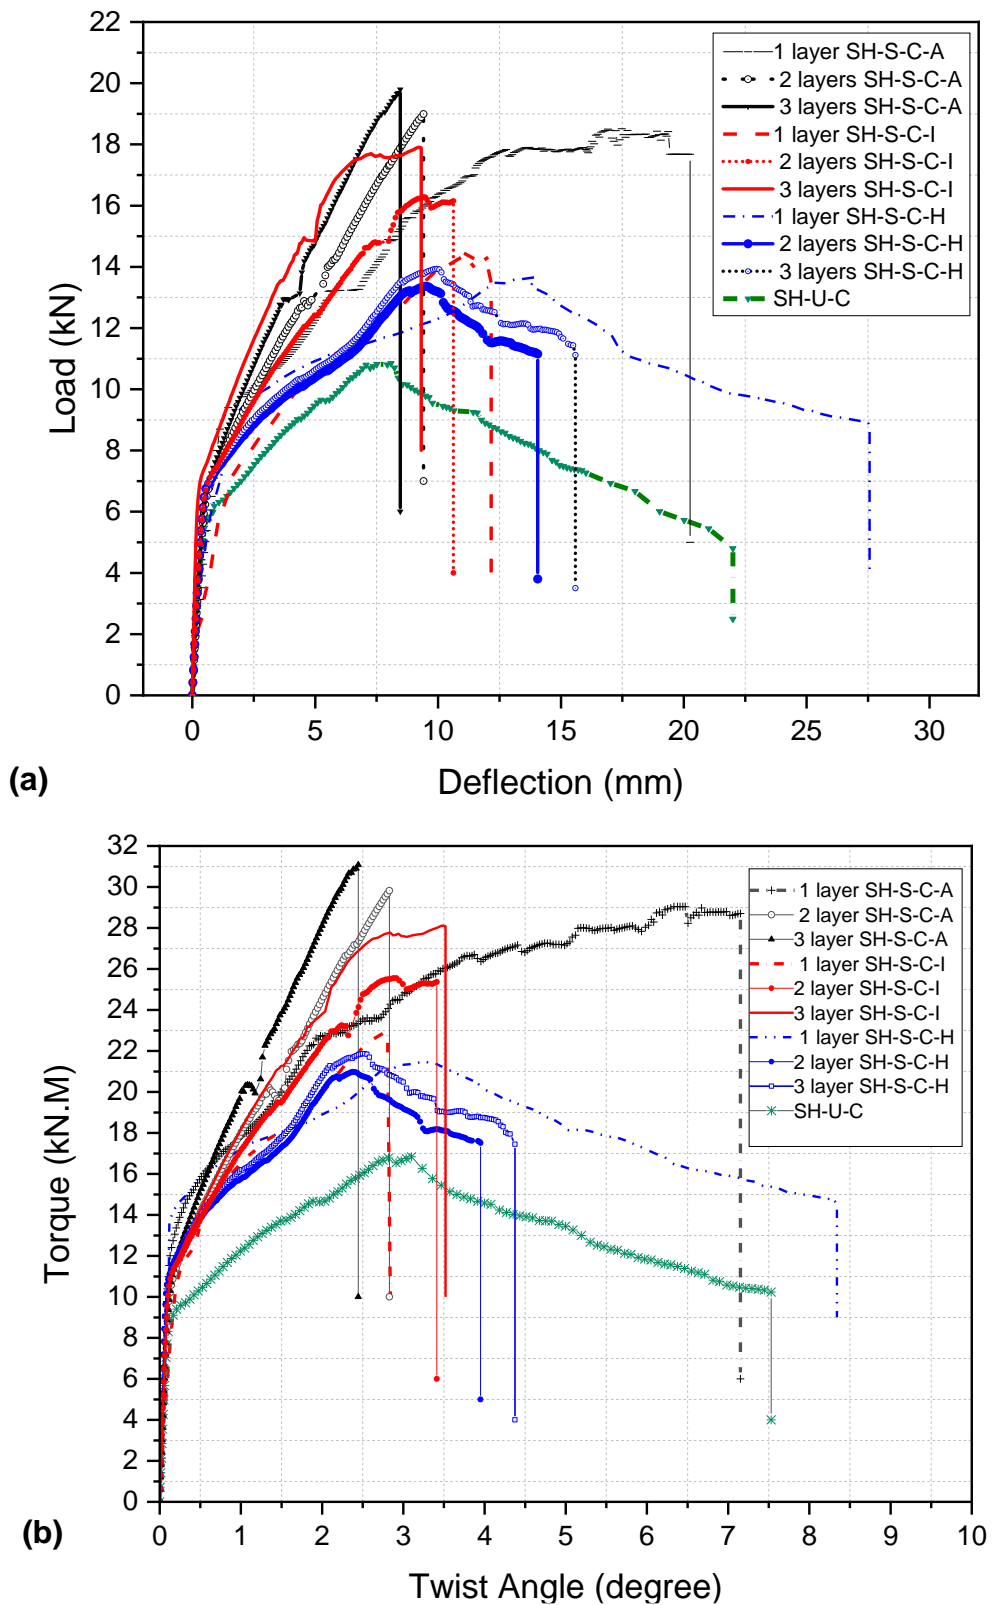 22
20
18
16
14
12
10
8
6
4
2
0
Load (kN)
1 layer SH-S-C-A
2 layers SH-S-C-A
3 layers SH-S-C-A
1 layer SH-S-C-I
2 layers SH-S-C-I
3 layers SH-S-C-I
1 layer SH-S-C-H
2 layers SH-S-C-H
3 layers SH-S-C-H
SH-U-C
0 5 10 15 20 25 30
(a)
Deflection (mm)
32
30
28
26
24
22
20
18
16
14
12
10
8
6
4
2
0
Torque (kN.M)
1 layer SH-S-C-A
2 layer SH-S-C-A
3 layer SH-S-C-A
1 layer SH-S-C-I
2 layer SH-S-C-I
3 layer SH-S-C-I
1 layer SH-S-C-H
2 layer SH-S-C-H
3 layer SH-S-C-H
SH-U-C
0 1 2 3 4 5 6 7 8 9 10
(b)
Twist Angle (degree)